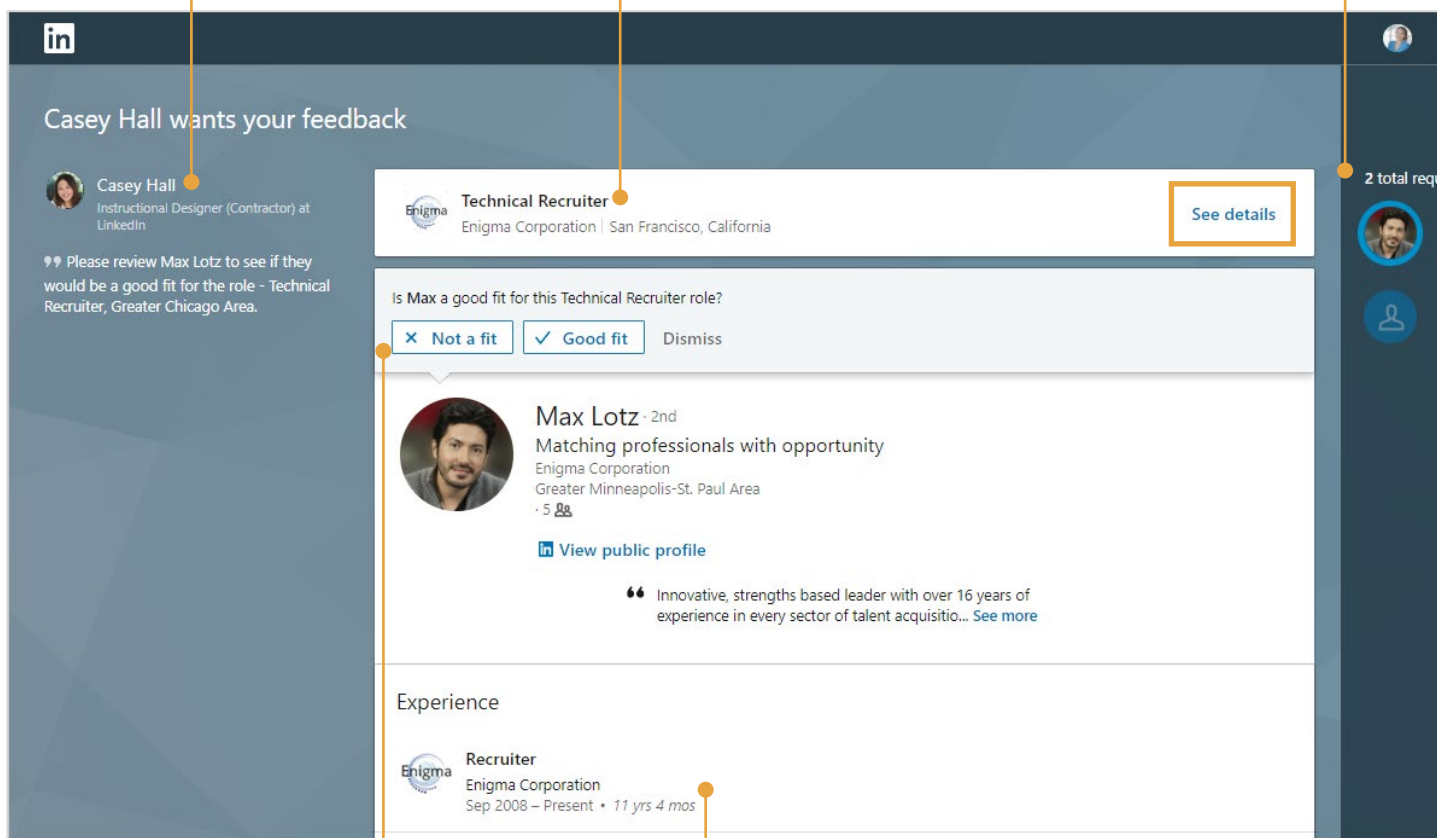 in
Casey Hall wants your feedback
Casey Hall
Instructional Designer (Contractor) at
LinkedIn
Please review Max Lotz to see if they
would be a good fit for the role - Technical
Recruiter, Greater Chicago Area.
Enigma
Technical Recruiter
Enigma Corporation | San Francisco, California
See details
2 total requ
Is Max a good fit for this Technical Recruiter role?
Not a fit
Good fit
Dismiss
Max Lotz · 2nd
Matching professionals with opportunity
Enigma Corporation
Greater Minneapolis-St. Paul Area
· 5
in View public profile
Innovative, strengths based leader with over 16 years of
experience in every sector of talent acquisitio... See more
Experience
Enigma
Recruiter
Enigma Corporation
Sep 2008 – Present • 11 yrs 4 mos